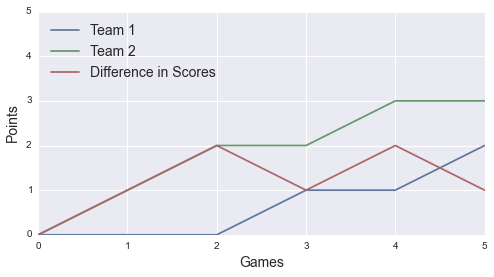 5
4
3
2
1
0
Points
Team 1
Team 2
Difference in Scores
0 1 2 3 4 5
Games